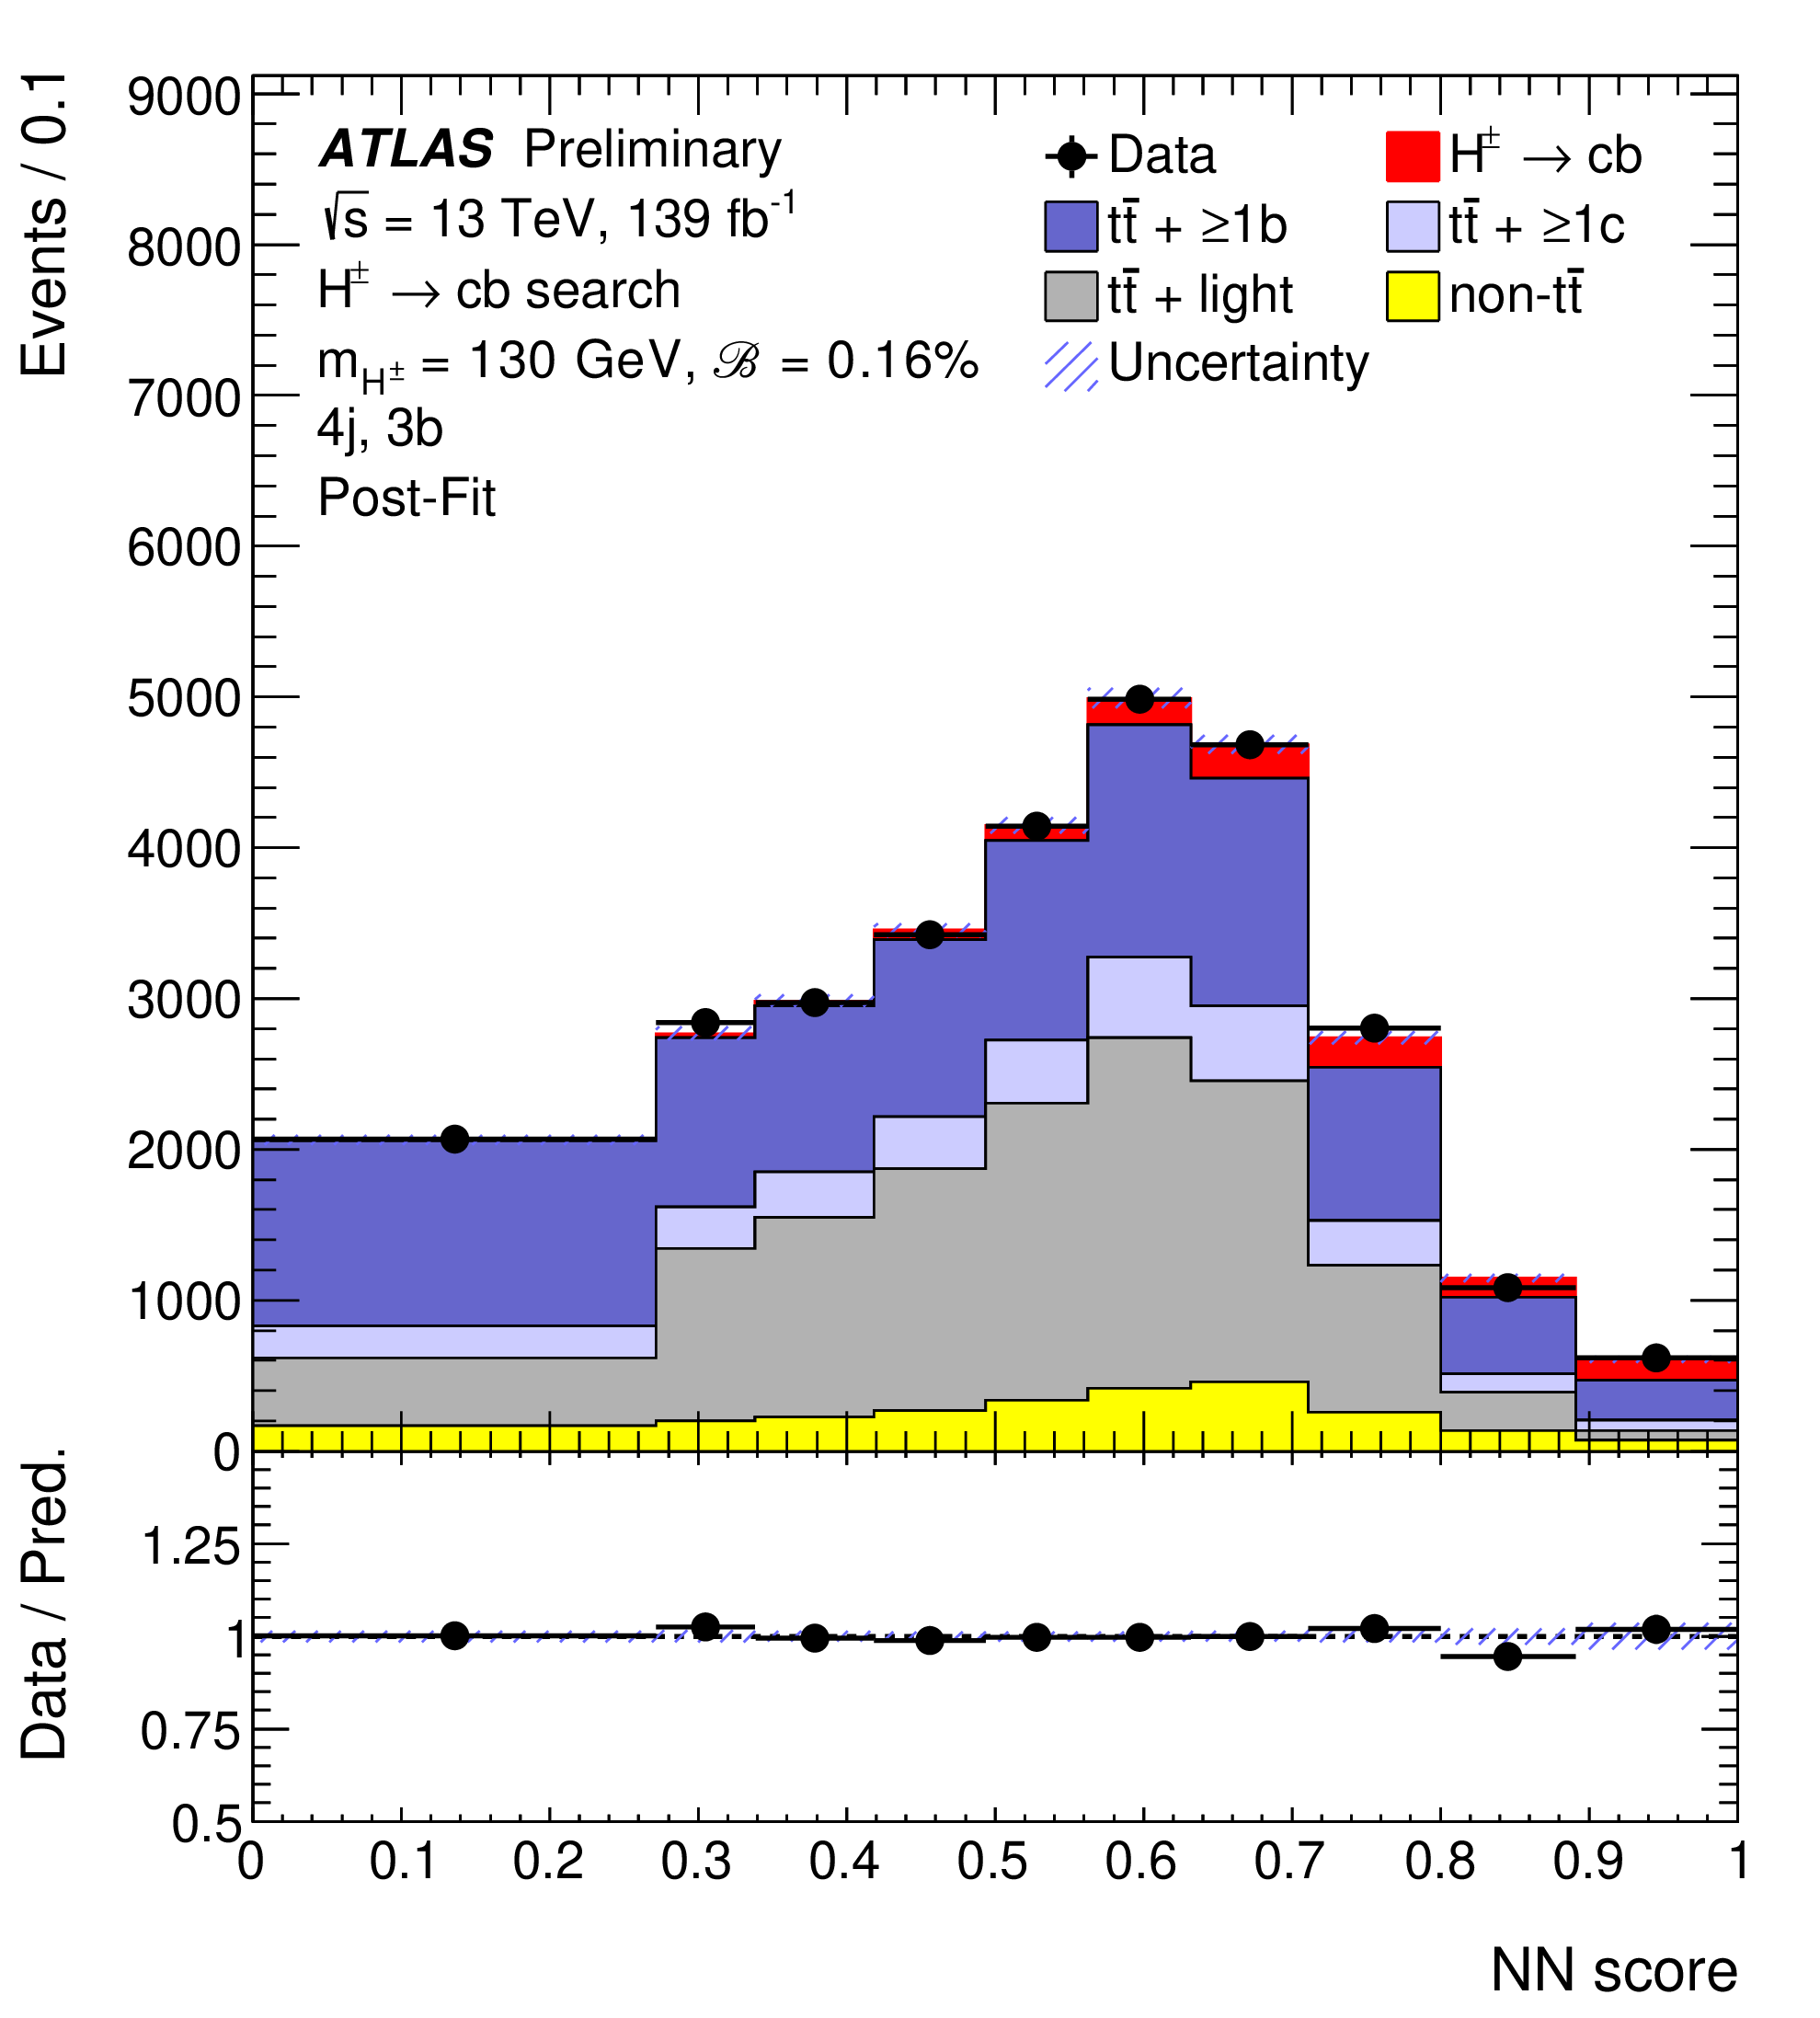 Events / 0.1
9000
8000
7000
6000
5000
4000
3000
2000
1000
0
ATLAS Preliminary
√s = 13 TeV, 139 fb⁻¹
H± → cb search
m_H± = 130 GeV, ℬ = 0.16%
4j, 3b
Post-Fit
Data
H± → cb
tt̄ + ≥1b
tt̄ + ≥1c
tt̄ + light
non-tt̄
Uncertainty
Data / Pred.
1.25
1
0.75
0.5
0 0.1 0.2 0.3 0.4 0.5 0.6 0.7 0.8 0.9 1
NN score